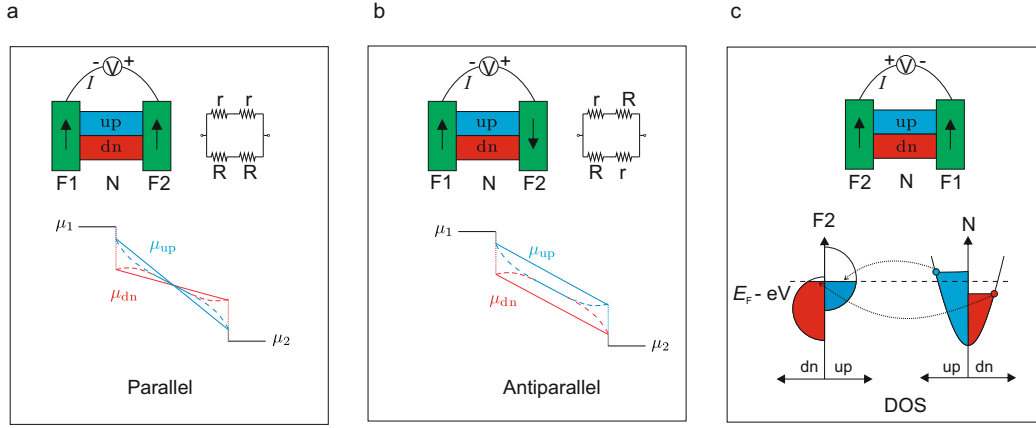 a
- V +
I
r r
up
dn
R R
F1 N F2
μ1
μup
μdn
μ2
Parallel
b
- V +
I
r R
up
dn
R r
F1 N F2
μ1
μup
μdn
μ2
Antiparallel
c
+ V -
I
up
dn
F2 N F1
F2 N
EF - eV
dn up up dn
DOS